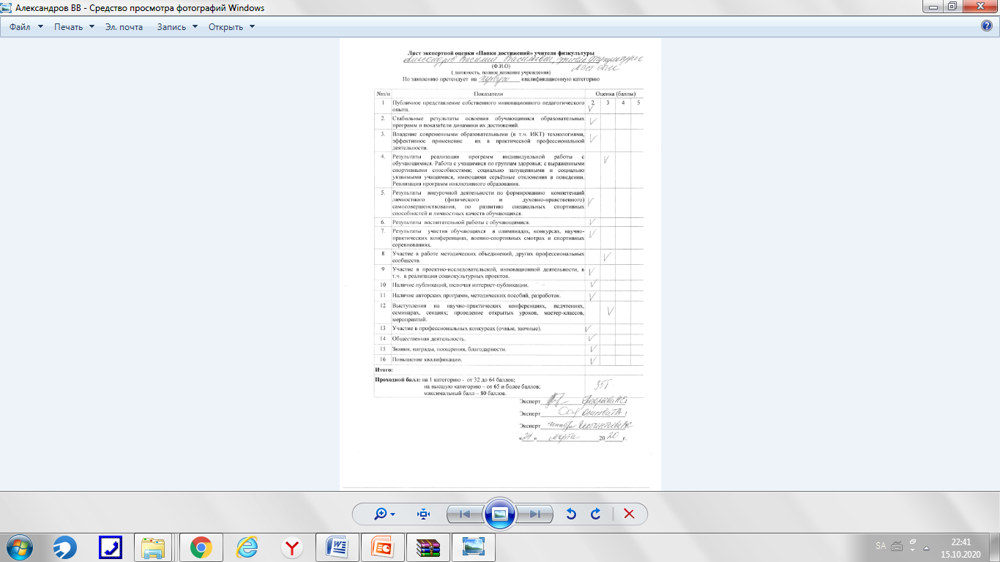 Александров ВВ - Средство просмотра фотографий Windows
Файл Печать Эл. почта Запись Открыть
Лист экспертной оценки «Папки достижений» учителя физкультуры
Александров Василий Васильевич, учитель физкультуры
(Ф.И.О)
( должность, полное название учреждения)
По заявлению претендует на первую квалификационную категорию
№п/п Показатели Оценка (баллы)
1 Публичное представление собственного инновационного педагогического 2 3 4 5
опыта.
2. Стабильные результаты освоения обучающимися образовательных
программ и показатели динамики их достижений.
3. Владение современными образовательными (в т.ч. ИКТ) технологиями,
эффективное применение их в практической профессиональной
деятельности.
4. Результаты реализация программ индивидуальной работы с
обучающимися. Работа с учащимися по группам здоровья; с выраженными
спортивными способностями; социально запущенными и социально
уязвимыми учащимися, имеющими серьёзные отклонения в поведении.
Реализация программ инклюзивного образования.
5. Результаты внеурочной деятельности по формированию компетенций
личностного (физического и духовно-нравственного)
самосовершенствования, по развитию специальных спортивных
способностей и личностных качеств обучающихся.
6. Результаты воспитательной работы с обучающимися.
7. Результаты участия обучающихся в олимпиадах, конкурсах, научно-
практических конференциях, военно-спортивных смотрах и спортивных
соревнованиях.
8 Участие в работе методических объединений, других профессиональных
сообществ.
9 Участие в проектно-исследовательской, инновационной деятельности, в
т.ч. в реализации социокультурных проектов.
10 Наличие публикаций, включая интернет-публикации.
11 Наличие авторских программ, методических пособий, разработок.
12 Выступления на научно-практических конференциях, педчтениях,
семинарах, секциях; проведение открытых уроков, мастер-классов,
мероприятий.
13 Участие в профессиональных конкурсах (очные, заочные).
14 Общественная деятельность.
15 Звания, награды, поощрения, благодарности.
16 Повышение квалификации.
Итого:
Проходной балл: на 1 категорию - от 32 до 64 баллов;
на высшую категорию – от 65 и более баллов; 35б
максимальный балл – 80 баллов.
Эксперт
Эксперт
Эксперт
«24» марта 2020 г.
SA 22:41
15.10.2020